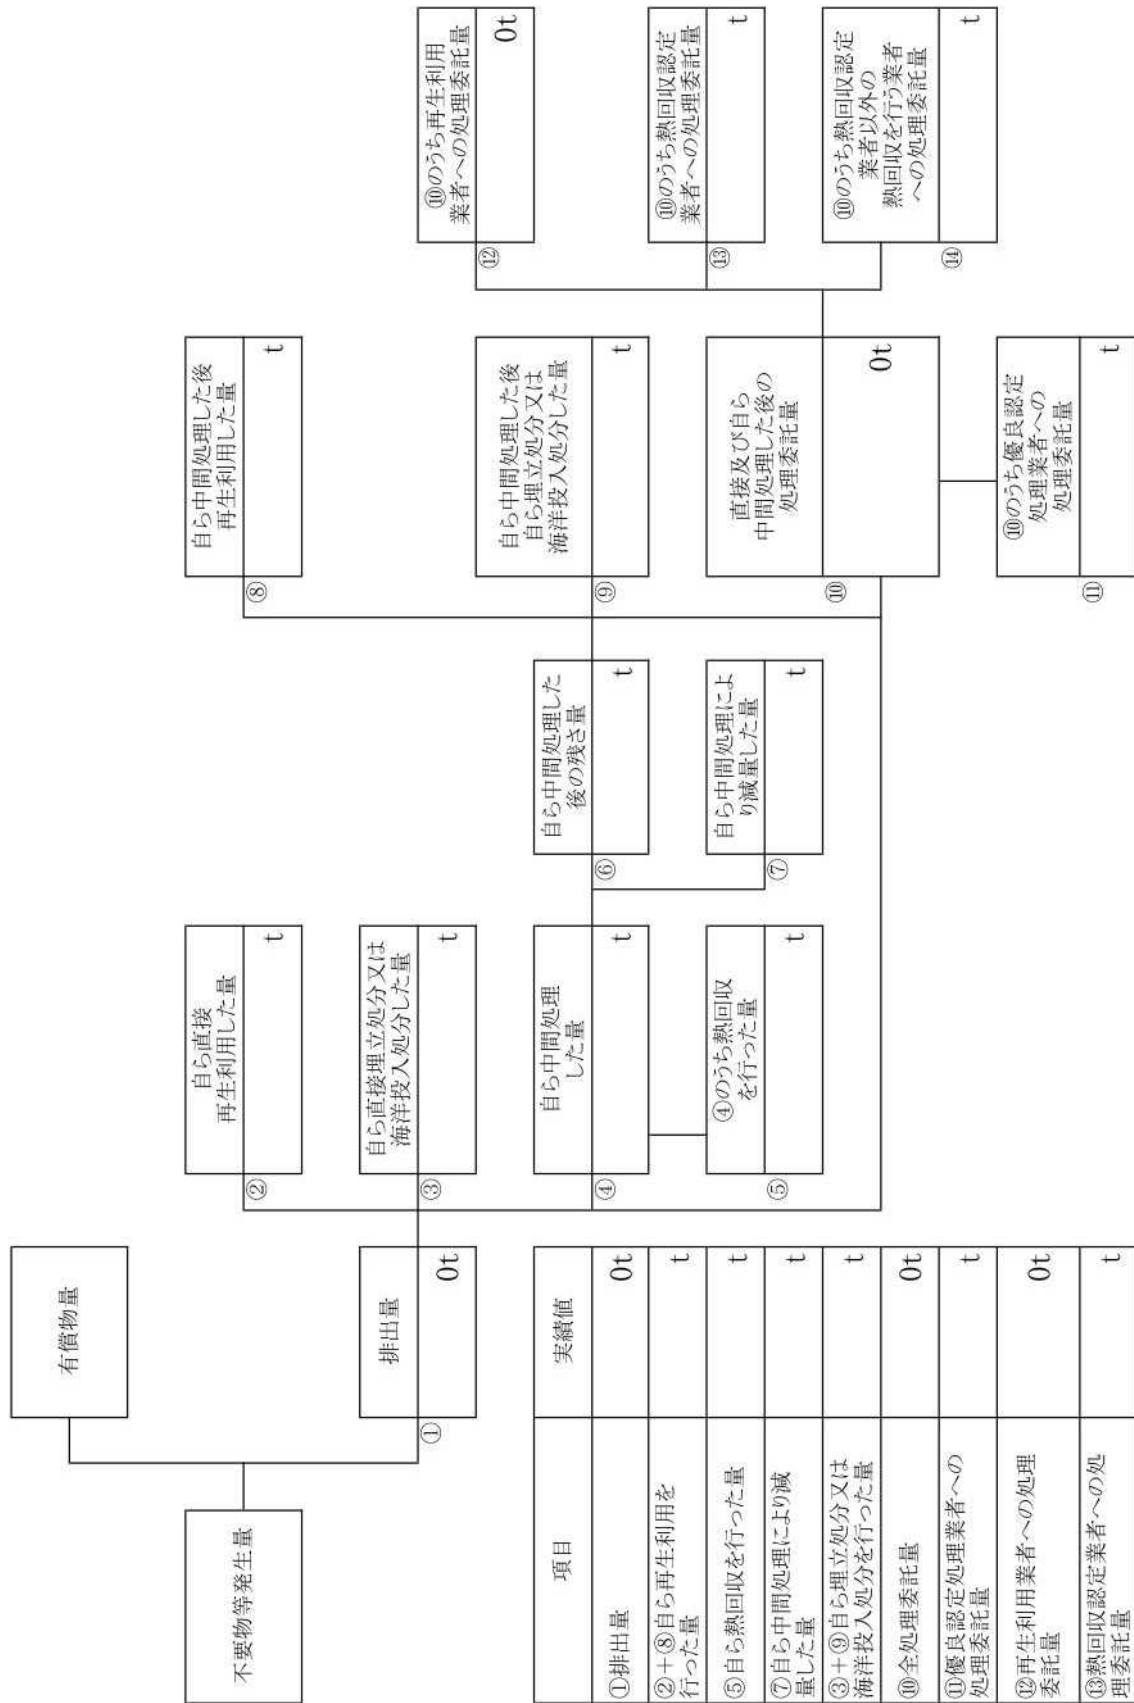 不要物等発生量
有償物量
①
排出量
0t
②
自ら直接
再生利用した量
t
③
自ら直接埋立処分又は
海洋投入処分した量
t
④
自ら中間処理
した量
t
⑤
④のうち熱回収
を行った量
t
⑥
自ら中間処理した
後の残さ量
t
⑦
自ら中間処理によ
り減量した量
t
⑧
自ら中間処理した後
再生利用した量
t
⑨
自ら中間処理した後
自ら埋立処分又は
海洋投入処分した量
t
⑩
直接及び自ら
中間処理した後の
処理委託量
0t
⑪
⑩のうち優良認定
処理業者への
処理委託量
t
⑫
⑩のうち再生利用
業者への処理委託量
0t
⑬
⑩のうち熱回収認定
業者への処理委託量
t
⑭
⑩のうち熱回収認定
業者以外の
熱回収を行う業者
への処理委託量
t
項目
実績値
①排出量
0t
②+⑧自ら再生利用を
行った量
t
⑤自ら熱回収を行った量
t
⑦自ら中間処理により減
量した量
t
③+⑨自ら埋立処分又は
海洋投入処分を行った量
t
⑩全処理委託量
0t
⑪優良認定処理業者への
処理委託量
t
⑫再生利用業者への処理
委託量
0t
⑬熱回収認定業者への処
理委託量
t